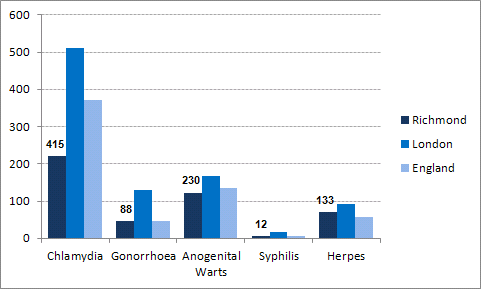 600
500
400
300
200
100
0
415
88
230
12
133
Chlamydia
Gonorrhoea
Anogenital
Warts
Syphilis
Herpes
Richmond
London
England